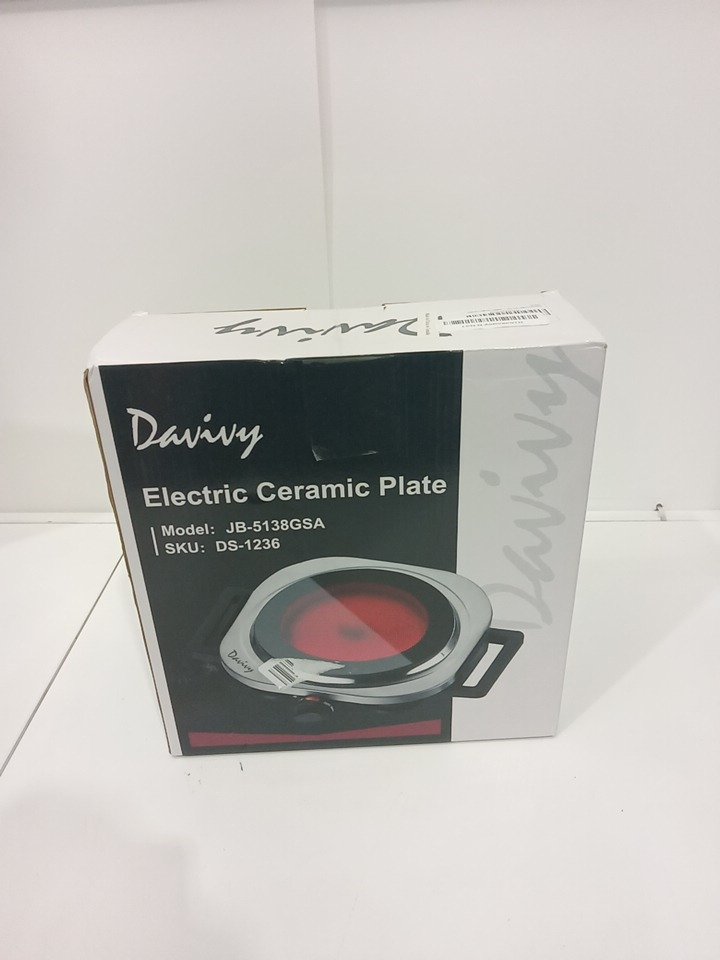 Davivy
Davivy
Electric Ceramic Plate
Model: JB-5138GSA
SKU: DS-1236
Davivy
Davivy